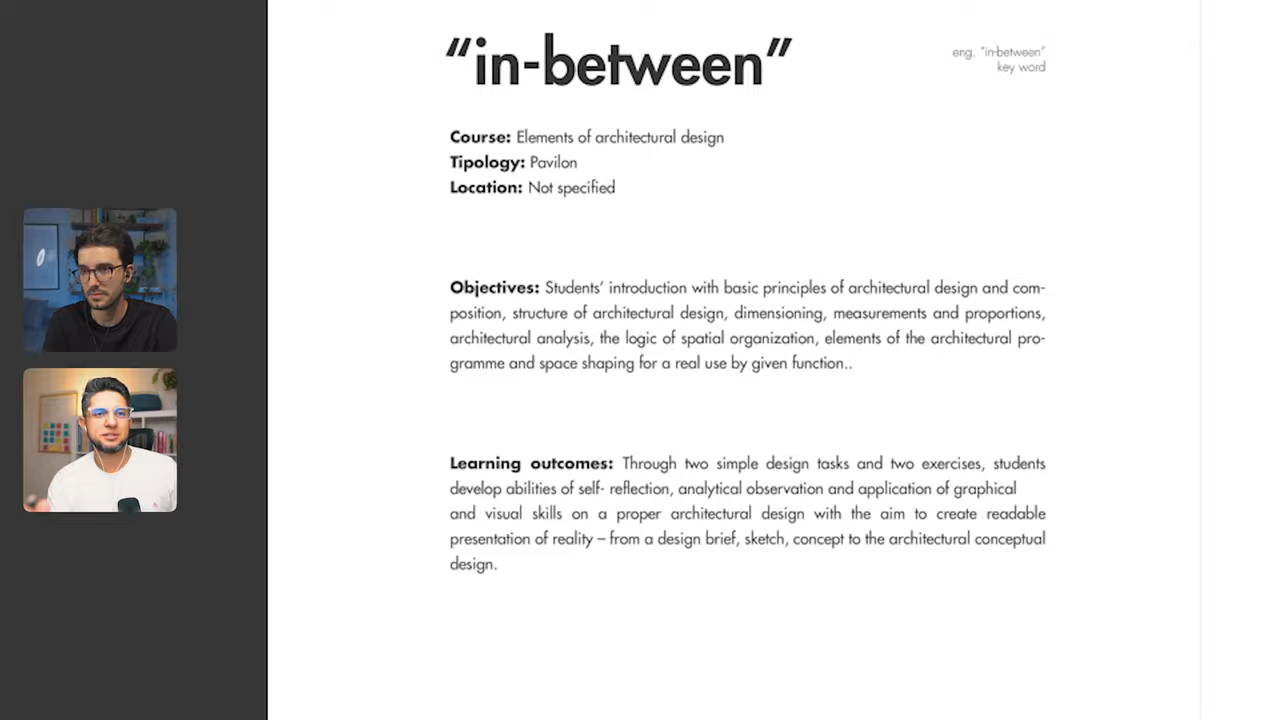 “in-between”
eng. “in-between”
key word
Course: Elements of architectural design
Tipology: Pavilon
Location: Not specified
Objectives: Students’ introduction with basic principles of architectural design and com-
position, structure of architectural design, dimensioning, measurements and proportions,
architectural analysis, the logic of spatial organization, elements of the architectural pro-
gramme and space shaping for a real use by given function..
Learning outcomes: Through two simple design tasks and two exercises, students
develop abilities of self- reflection, analytical observation and application of graphical
and visual skills on a proper architectural design with the aim to create readable
presentation of reality – from a design brief, sketch, concept to the architectural conceptual
design.